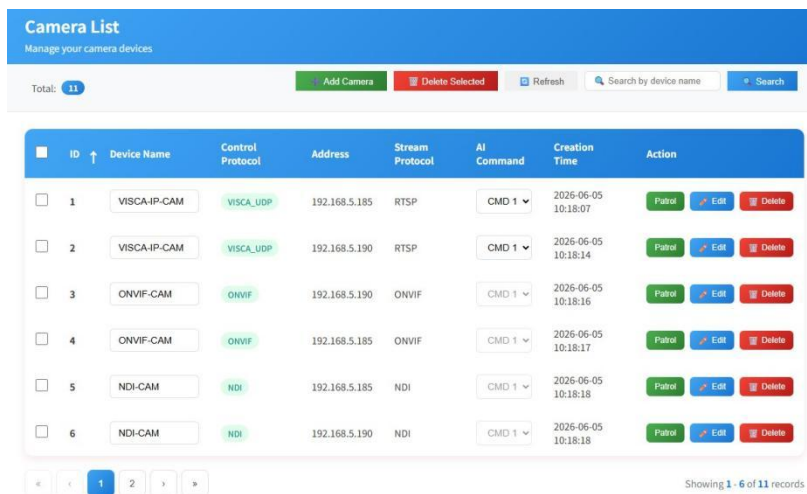 Camera List
Manage your camera devices
Total: 11 Add Camera Delete Selected Refresh Search by device name Search
ID ↑ Device Name Control Protocol Address Stream Protocol AI Command Creation Time Action
1 VISCA-IP-CAM VISCA_UDP 192.168.5.185 RTSP CMD 1 2026-06-05 10:18:07 Patrol Edit Delete
2 VISCA-IP-CAM VISCA_UDP 192.168.5.190 RTSP CMD 1 2026-06-05 10:18:14 Patrol Edit Delete
3 ONVIF-CAM ONVIF 192.168.5.190 ONVIF CMD 1 2026-06-05 10:18:16 Patrol Edit Delete
4 ONVIF-CAM ONVIF 192.168.5.185 ONVIF CMD 1 2026-06-05 10:18:17 Patrol Edit Delete
5 NDI-CAM NDI 192.168.5.185 NDI CMD 1 2026-06-05 10:18:18 Patrol Edit Delete
6 NDI-CAM NDI 192.168.5.190 NDI CMD 1 2026-06-05 10:18:18 Patrol Edit Delete
« ‹ 1 2 › » Showing 1 - 6 of 11 records